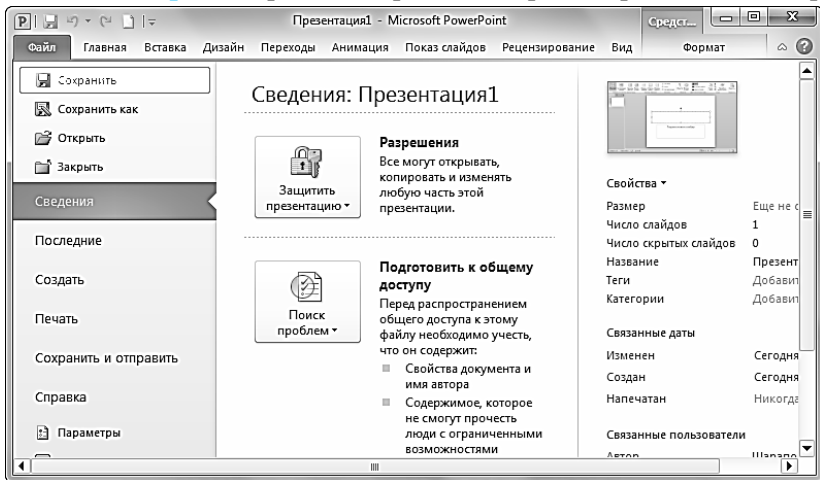 Презентация1 - Microsoft PowerPoint
Средст...
Файл Главная Вставка Дизайн Переходы Анимация Показ слайдов Рецензирование Вид Формат
Сохранить
Сохранить как
Открыть
Закрыть
Сведения
Последние
Создать
Печать
Сохранить и отправить
Справка
Параметры
Сведения: Презентация1
Защитить
презентацию
Разрешения
Все могут открывать,
копировать и изменять
любую часть этой
презентации.
Поиск
проблем
Подготовить к общему
доступу
Перед распространением
общего доступа к этому
файлу необходимо учесть,
что он содержит:
Свойства документа и
имя автора
Содержимое, которое
не смогут прочесть
люди с ограниченными
возможностями
Свойства
Размер Еще не с
Число слайдов 1
Число скрытых слайдов 0
Название Презент
Теги Добавит
Категории Добавит
Связанные даты
Изменен Сегодня
Создан Сегодня
Напечатан Никогда
Связанные пользователи
Автор Шарапо